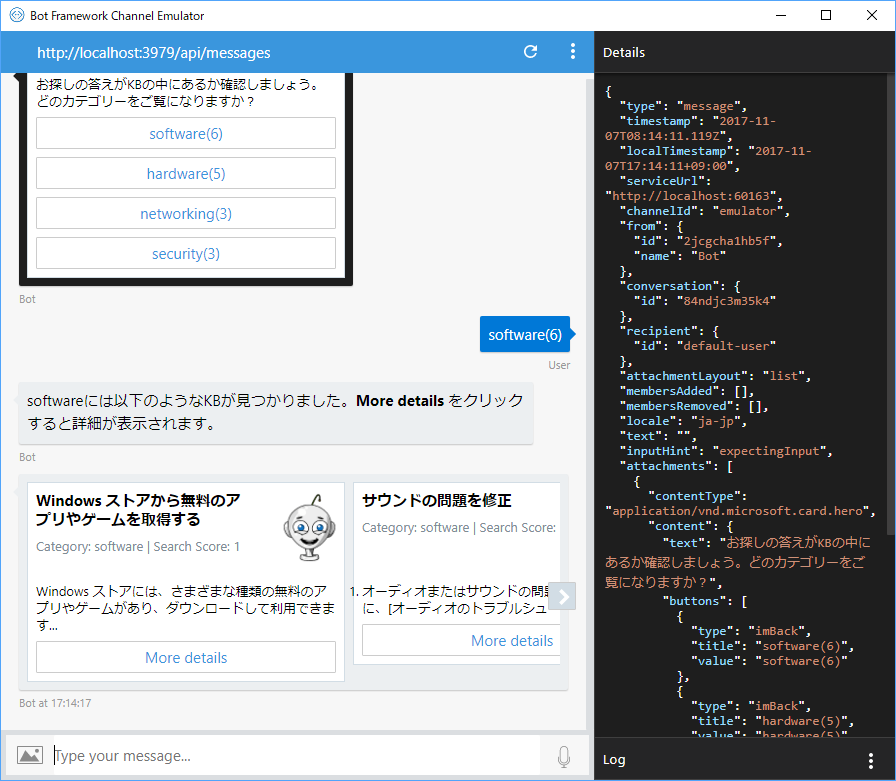 Bot Framework Channel Emulator
http://localhost:3979/api/messages
お探しの答えがKBの中にあるか確認しましょう。
どのカテゴリーをご覧になりますか？
software(6)
hardware(5)
networking(3)
security(3)
Bot
software(6)
User
softwareには以下のようなKBが見つかりました。More details をクリック
すると詳細が表示されます。
Bot
Windows ストアから無料のア
プリやゲームを取得する
Category: software | Search Score: 1
Windows ストアには、さまざまな種類の無料のア
プリやゲームがあり、ダウンロードして利用できま
す...
More details
サウンドの問題を修正
Category: software | Search Score:
1. オーディオまたはサウンドの問題
に、[オーディオのトラブルシュ
More details
Bot at 17:14:17
Type your message...
Details
{
"type": "message",
"timestamp": "2017-11-
07T08:14:11.119Z",
"localTimestamp": "2017-11-
07T17:14:11+09:00",
"serviceUrl":
"http://localhost:60163",
"channelId": "emulator",
"from": {
"id": "2jcgcha1hb5f",
"name": "Bot"
},
"conversation": {
"id": "84ndjc3m35k4"
},
"recipient": {
"id": "default-user"
},
"attachmentLayout": "list",
"membersAdded": [],
"membersRemoved": [],
"locale": "ja-jp",
"text": "",
"inputHint": "expectingInput",
"attachments": [
{
"contentType":
"application/vnd.microsoft.card.hero",
"content": {
"text": "お探しの答えがKBの中に
あるか確認しましょう。どのカテゴリーをご
覧になりますか？",
"buttons": [
{
"type": "imBack",
"title": "software(6)",
"value": "software(6)"
},
{
"type": "imBack",
"title": "hardware(5)",
"value": "hardware(5)"
Log